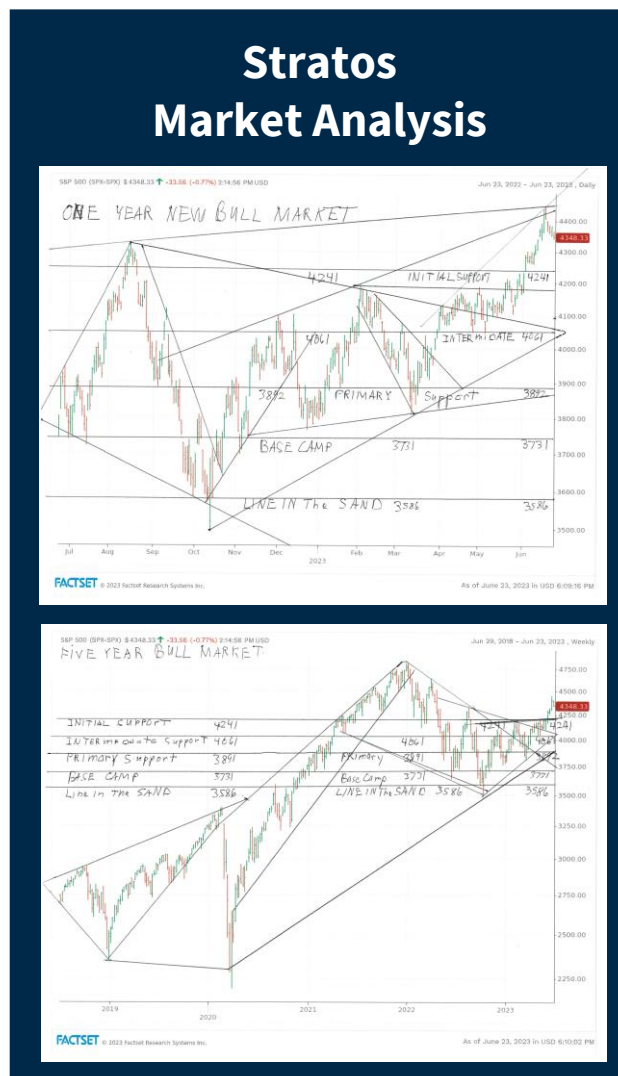 Stratos
Market Analysis
S&P 500 (SPX-SPX) $4348.33 -33.56 (-0.77%) 2:14:58 PM USD
Jun 23, 2022 - Jun 23, 2023, Daily
ONE YEAR NEW BULL MARKET
4400.00
4348.33
4300.00
4241 INITIAL SUPPORT 4241
4200.00
4100.00
4061 INTERMIDIATE 4061
4000.00
3900.00
3892 PRIMARY Support 3892
3800.00
BASE CAMP 3731 3731
3700.00
3600.00
LINE IN The SAND 3586 3586
3500.00
Jul Aug Sep Oct Nov Dec Feb Mar Apr May Jun
2023
FACTSET © 2023 Factset Research Systems Inc.
As of June 23, 2023 in USD 6:09:16 PM
S&P 500 (SPX-SPX) $4348.33 -33.56 (-0.77%) 2:14:58 PM USD
Jun 29, 2018 - Jun 23, 2023, Weekly
FIVE YEAR BULL MARKET
4750.00
4500.00
4348.33
4250.00
INITIAL SUPPORT 4241 4241 4241
4000.00
INTERmediate Support 4061 4061 4061
PRIMARY Support 3891 Primary 3891 3892
3750.00
BASE CAMP 3731 Base Camp 3731 3731
Line in The SAND 3586 LINE IN The SAND 3586 3586
3500.00
3250.00
3000.00
2750.00
2500.00
2250.00
2019 2020 2021 2022 2023
FACTSET © 2023 Factset Research Systems Inc.
As of June 23, 2023 in USD 6:10:02 PM